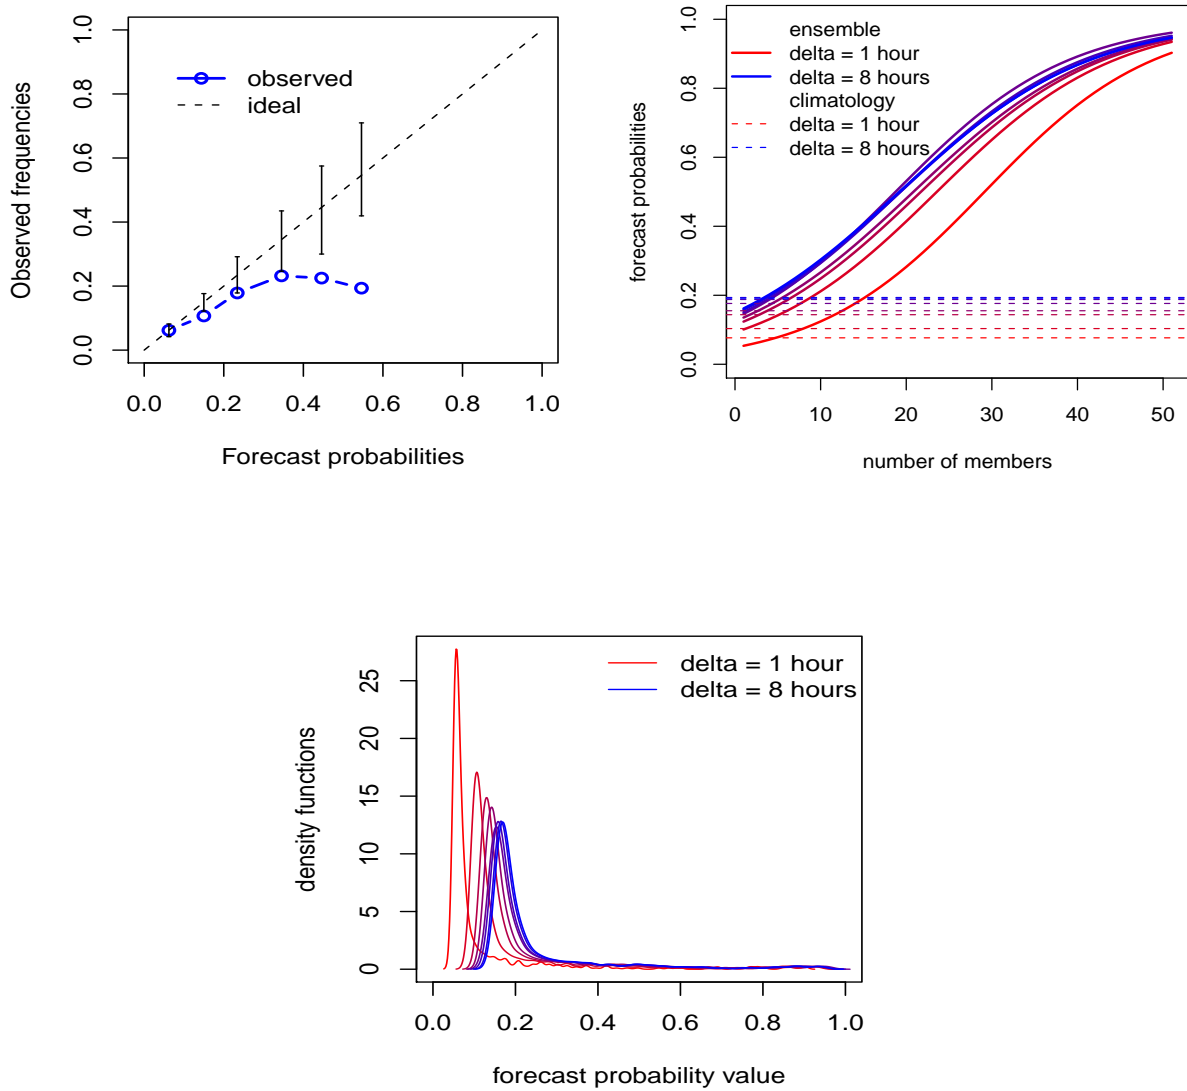 Observed frequencies
1.0
0.8
0.6
0.4
0.2
0.0
observed
ideal
0.0 0.2 0.4 0.6 0.8 1.0
Forecast probabilities
forecast probabilities
1.0
0.8
0.6
0.4
0.2
0.0
ensemble
delta = 1 hour
delta = 8 hours
climatology
delta = 1 hour
delta = 8 hours
0 10 20 30 40 50
number of members
density functions
25
20
15
10
5
0
delta = 1 hour
delta = 8 hours
0.0 0.2 0.4 0.6 0.8 1.0
forecast probability value